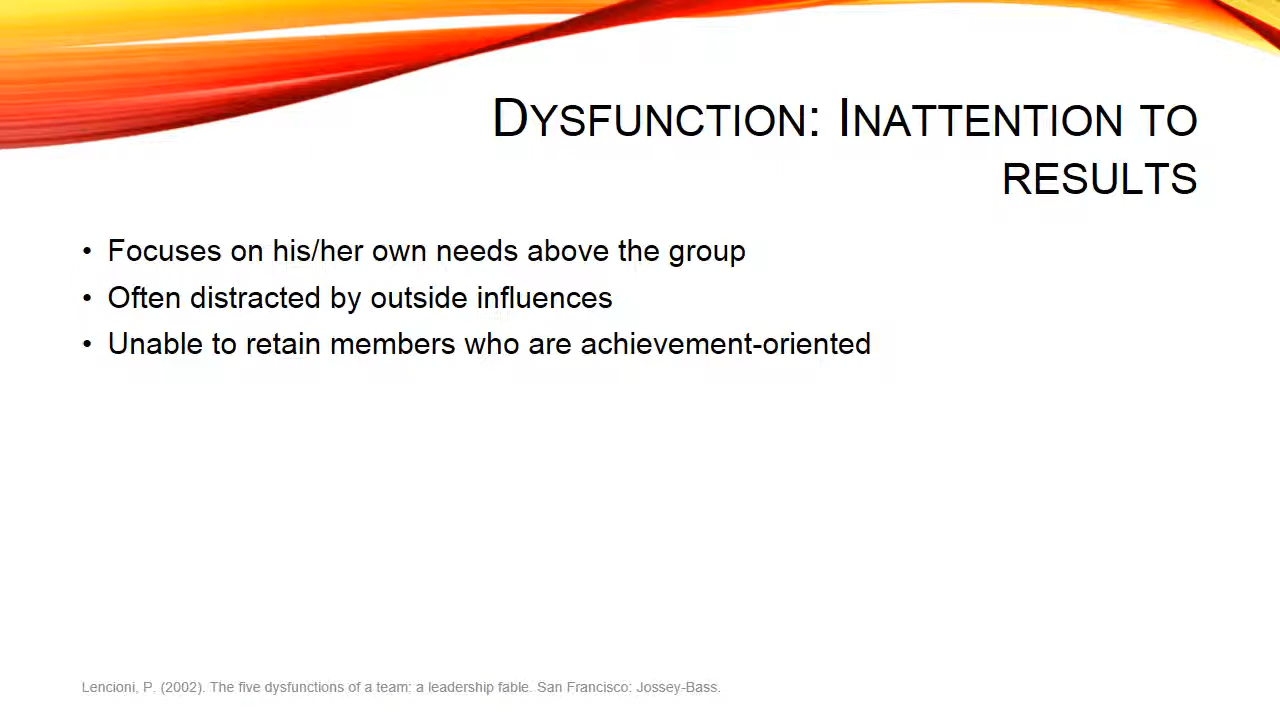 DYSFUNCTION: INATTENTION TO
RESULTS
• Focuses on his/her own needs above the group
• Often distracted by outside influences
• Unable to retain members who are achievement-oriented
Lencioni, P. (2002). The five dysfunctions of a team: a leadership fable. San Francisco: Jossey-Bass.